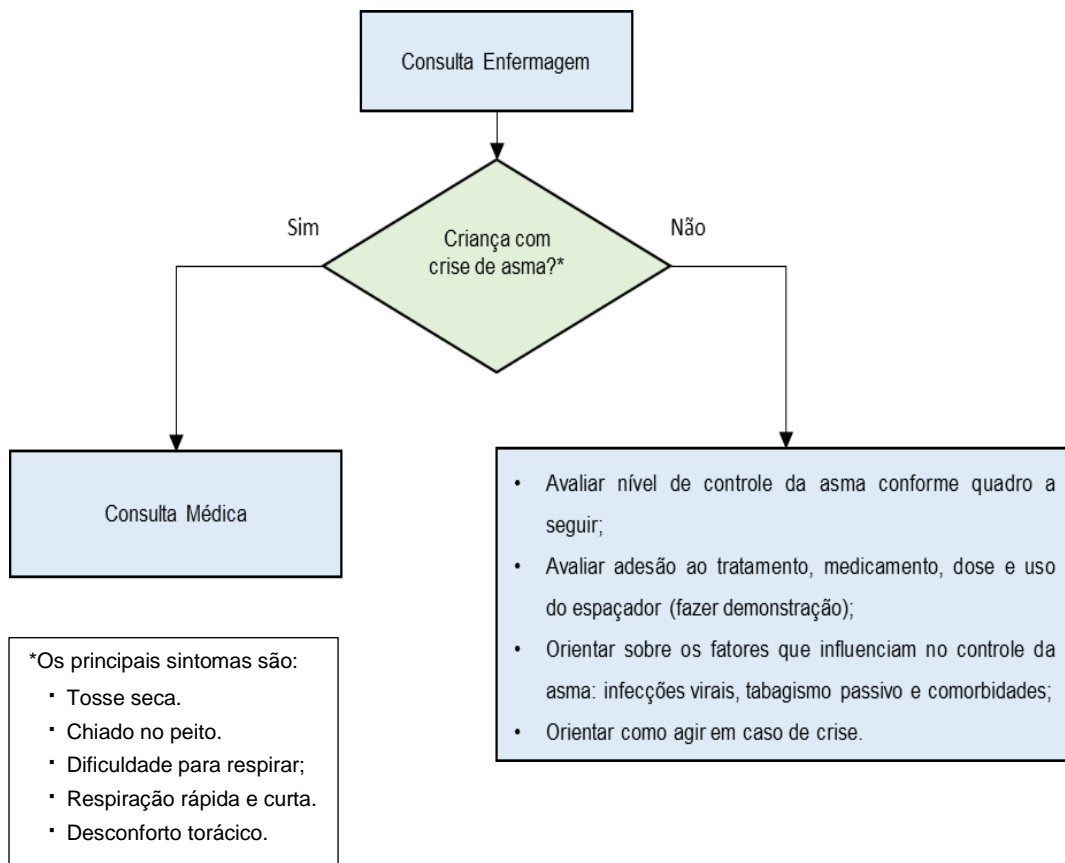 Consulta Enfermagem
Sim
Não
Criança com
crise de asma?*
Consulta Médica
• Avaliar nível de controle da asma conforme quadro a
seguir;
• Avaliar adesão ao tratamento, medicamento, dose e uso
do espaçador (fazer demonstração);
• Orientar sobre os fatores que influenciam no controle da
asma: infecções virais, tabagismo passivo e comorbidades;
• Orientar como agir em caso de crise.
*Os principais sintomas são:
▪ Tosse seca.
▪ Chiado no peito.
▪ Dificuldade para respirar;
▪ Respiração rápida e curta.
▪ Desconforto torácico.